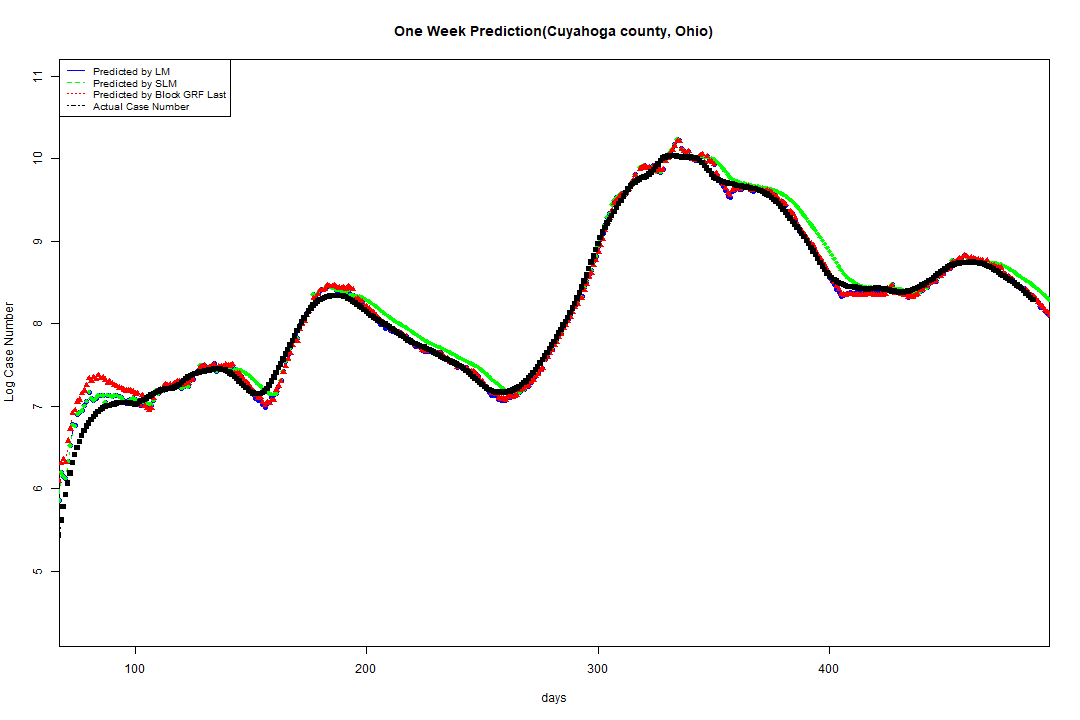 One Week Prediction(Cuyahoga county, Ohio)
Predicted by LM
Predicted by SLM
Predicted by Block GRF Last
Actual Case Number
11
10
9
8
7
6
5
Log Case Number
100 200 300 400
days